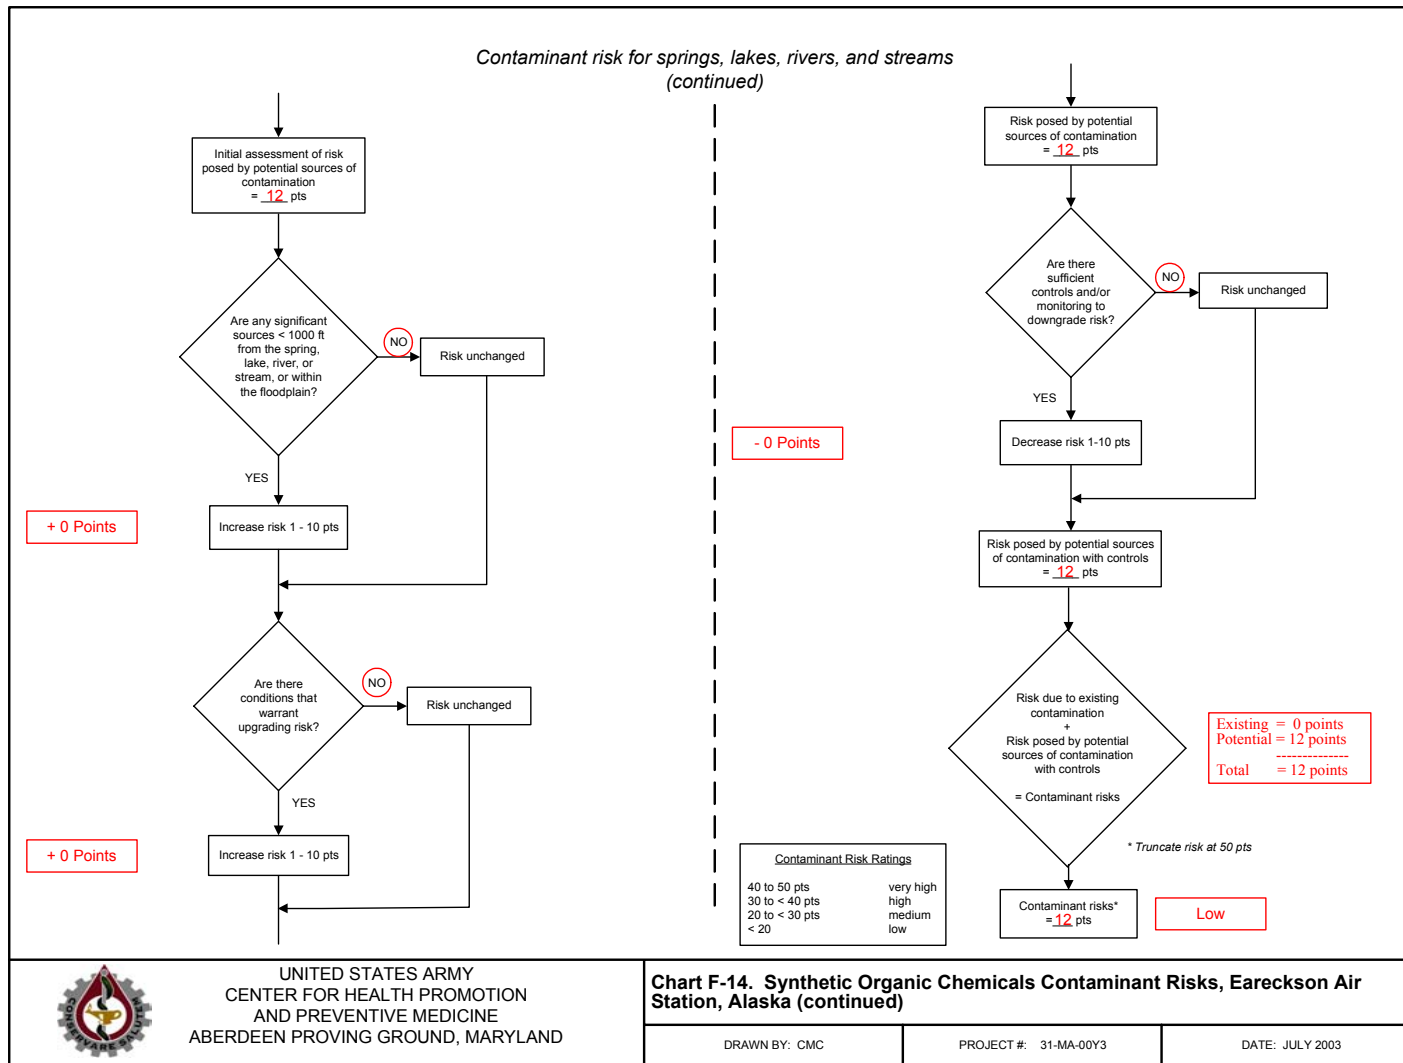 Contaminant risk for springs, lakes, rivers, and streams
(continued)
Initial assessment of risk
posed by potential sources of
contamination
= 12 pts
Are any significant
sources < 1000 ft
from the spring,
lake, river, or
stream, or within
the floodplain?
NO
Risk unchanged
YES
+ 0 Points
Increase risk 1 - 10 pts
Are there
conditions that
warrant
upgrading risk?
NO
Risk unchanged
YES
+ 0 Points
Increase risk 1 - 10 pts
Risk posed by potential
sources of contamination
= 12 pts
Are there
sufficient
controls and/or
monitoring to
downgrade risk?
NO
Risk unchanged
YES
- 0 Points
Decrease risk 1-10 pts
Risk posed by potential sources
of contamination with controls
= 12 pts
Risk due to existing
contamination
+
Risk posed by potential
sources of contamination
with controls
= Contaminant risks
Existing = 0 points
Potential = 12 points
--------------
Total = 12 points
* Truncate risk at 50 pts
Contaminant Risk Ratings
40 to 50 pts very high
30 to < 40 pts high
20 to < 30 pts medium
< 20 low
Contaminant risks*
= 12 pts
Low
CONSERVARE SALUTEM
UNITED STATES ARMY
CENTER FOR HEALTH PROMOTION
AND PREVENTIVE MEDICINE
ABERDEEN PROVING GROUND, MARYLAND
Chart F-14. Synthetic Organic Chemicals Contaminant Risks, Eareckson Air
Station, Alaska (continued)
DRAWN BY: CMC
PROJECT #: 31-MA-00Y3
DATE: JULY 2003